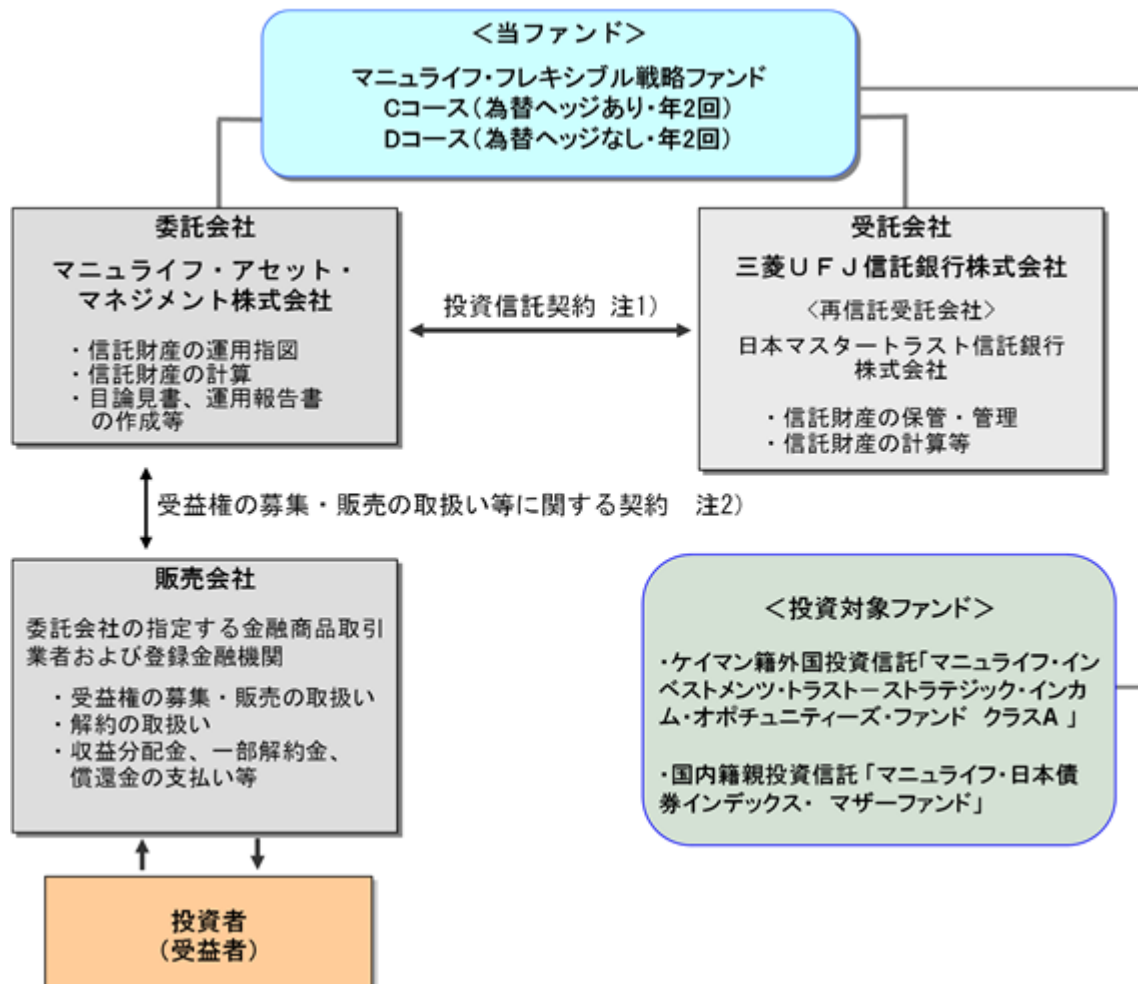 ＜当ファンド＞
マニュライフ・フレキシブル戦略ファンド
Cコース（為替ヘッジあり・年2回）
Dコース（為替ヘッジなし・年2回）
委託会社
マニュライフ・アセット・
マネジメント株式会社
・信託財産の運用指図
・信託財産の計算
・目論見書、運用報告書
の作成等
投資信託契約 注1）
受託会社
三菱ＵＦＪ信託銀行株式会社
〈再信託受託会社〉
日本マスタートラスト信託銀行
株式会社
・信託財産の保管・管理
・信託財産の計算等
受益権の募集・販売の取扱い等に関する契約　注2）
販売会社
委託会社の指定する金融商品取引
業者および登録金融機関
・受益権の募集・販売の取扱い
・解約の取扱い
・収益分配金、一部解約金、
償還金の支払い等
＜投資対象ファンド＞
・ケイマン籍外国投資信託「マニュライフ・イン
ベストメンツ・トラスト－ストラテジック・インカ
ム・オポチュニティーズ・ファンド クラスA 」
・国内籍親投資信託「マニュライフ・日本債
券インデックス・ マザーファンド」
投資者
（受益者）